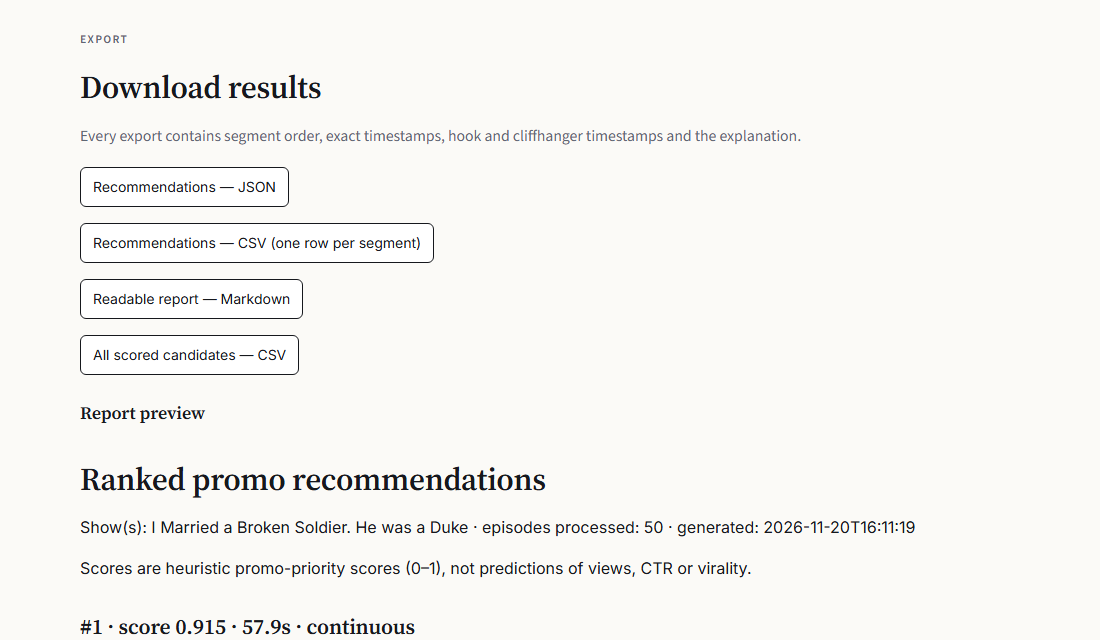 EXPORT
Download results
Every export contains segment order, exact timestamps, hook and cliffhanger timestamps and the explanation.
Recommendations — JSON
Recommendations — CSV (one row per segment)
Readable report — Markdown
All scored candidates — CSV
Report preview
Ranked promo recommendations
Show(s): I Married a Broken Soldier. He was a Duke · episodes processed: 50 · generated: 2026-11-20T16:11:19
Scores are heuristic promo-priority scores (0–1), not predictions of views, CTR or virality.
#1 · score 0.915 · 57.9s · continuous